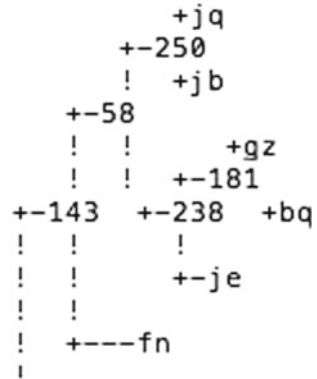 +jq
          +-250
          !    +jb
     +-58
     !    !         +gz
     !    !    +-181
+-143   +-238   +bq
!    !         !
!    !         +-je
!    !
!    +---fn
!